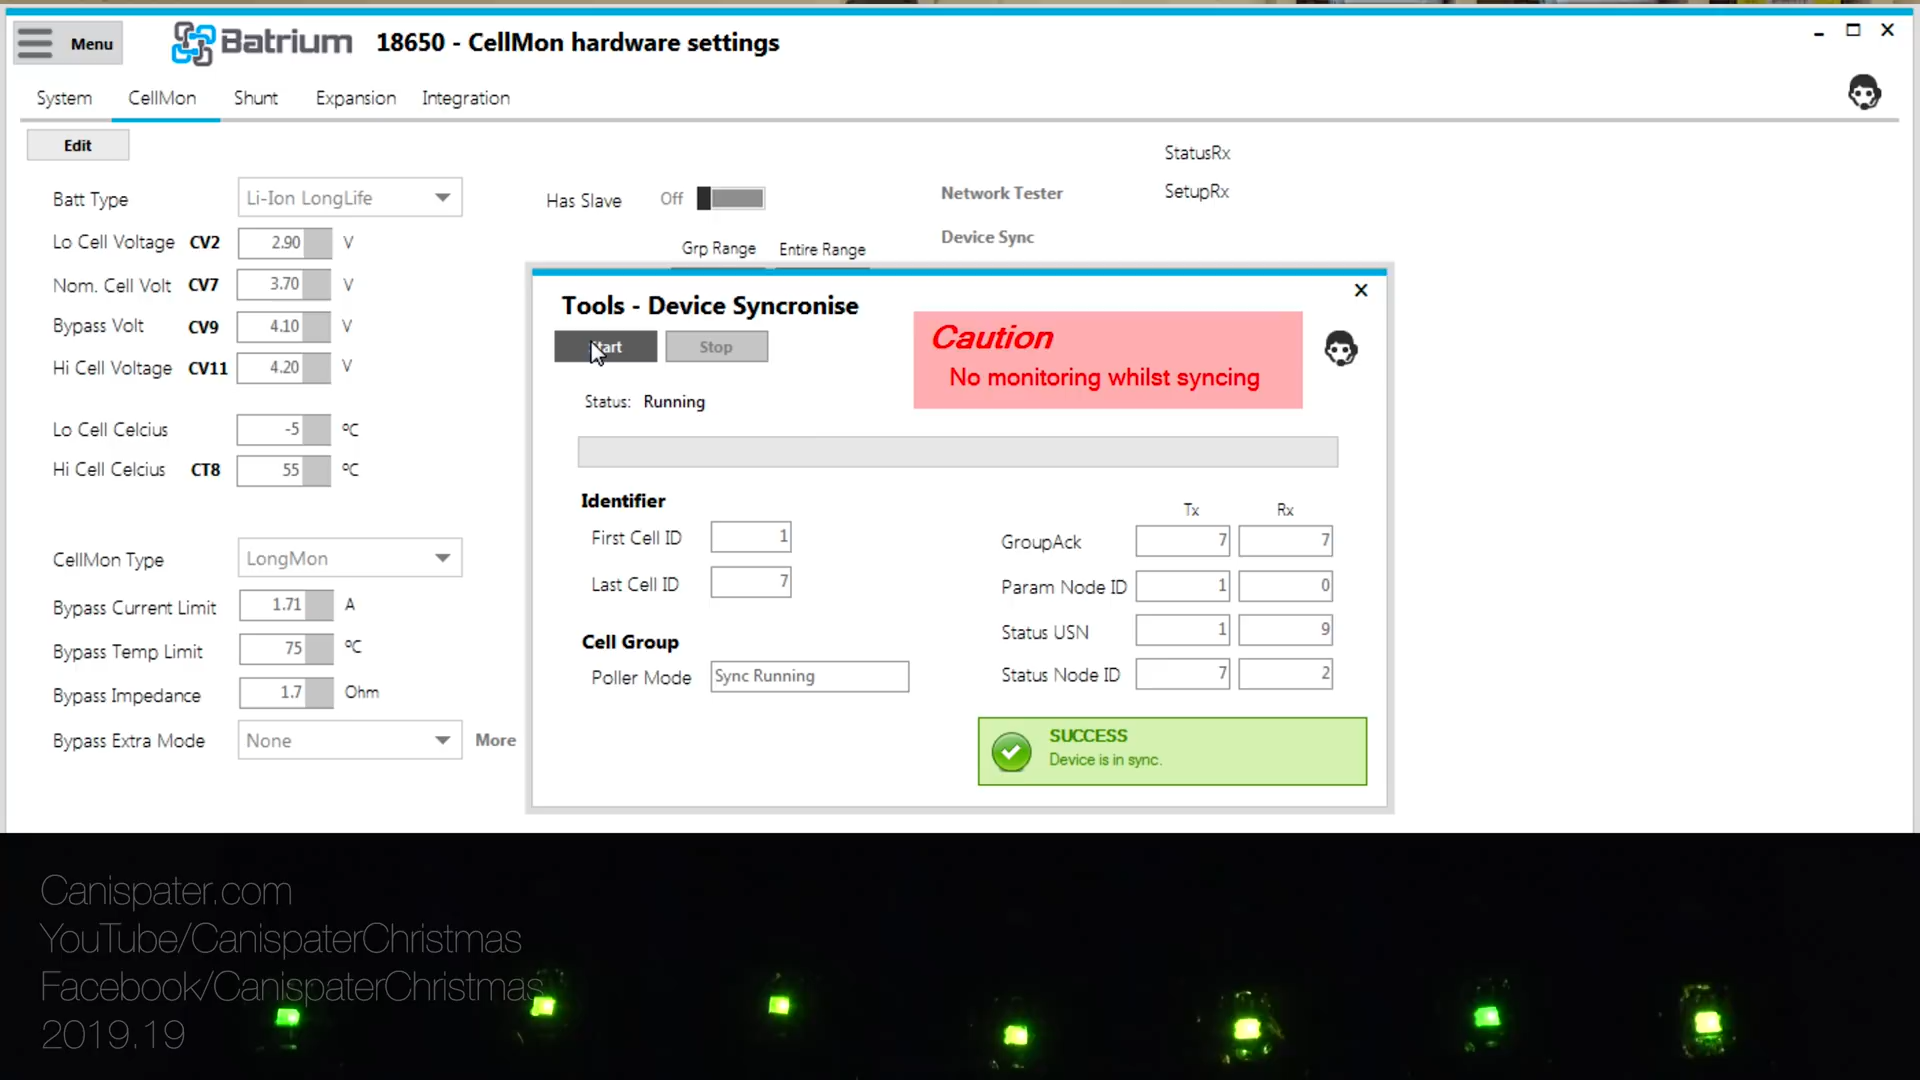 Menu
Batrium
18650 - CellMon hardware settings
System
CellMon
Shunt
Expansion
Integration
Edit
StatusRx
SetupRx
Batt Type
Li-Ion LongLife
Has Slave
Off
Network Tester
Device Sync
Lo Cell Voltage CV2 2.90 V
Grp Range
Entire Range
Nom. Cell Volt CV7 3.70 V
Bypass Volt CV9 4.10 V
Hi Cell Voltage CV11 4.20 V
Lo Cell Celcius -5 ºC
Hi Cell Celcius CT8 55 ºC
CellMon Type LongMon
Bypass Current Limit 1.71 A
Bypass Temp Limit 75 ºC
Bypass Impedance 1.7 Ohm
Bypass Extra Mode None More
Tools - Device Syncronise
Stop
Caution
No monitoring whilst syncing
Status: Running
Identifier
First Cell ID 1
Last Cell ID 7
Cell Group
Poller Mode Sync Running
Tx Rx
GroupAck 7 7
Param Node ID 1 0
Status USN 1 9
Status Node ID 7 2
SUCCESS
Device is in sync.
Canispater.com
YouTube/CanispaterChristmas
Facebook/CanispaterChristmas
2019.19